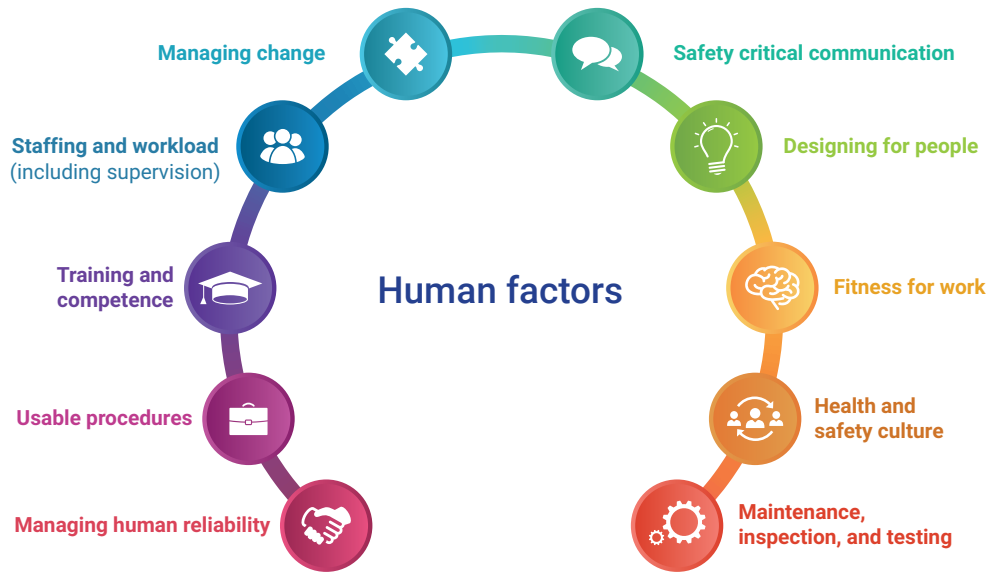 Managing change
Safety critical communication
Staffing and workload
(including supervision)
Designing for people
Training and
competence
Human factors
Fitness for work
Usable procedures
Health and
safety culture
Managing human reliability
Maintenance,
inspection, and testing